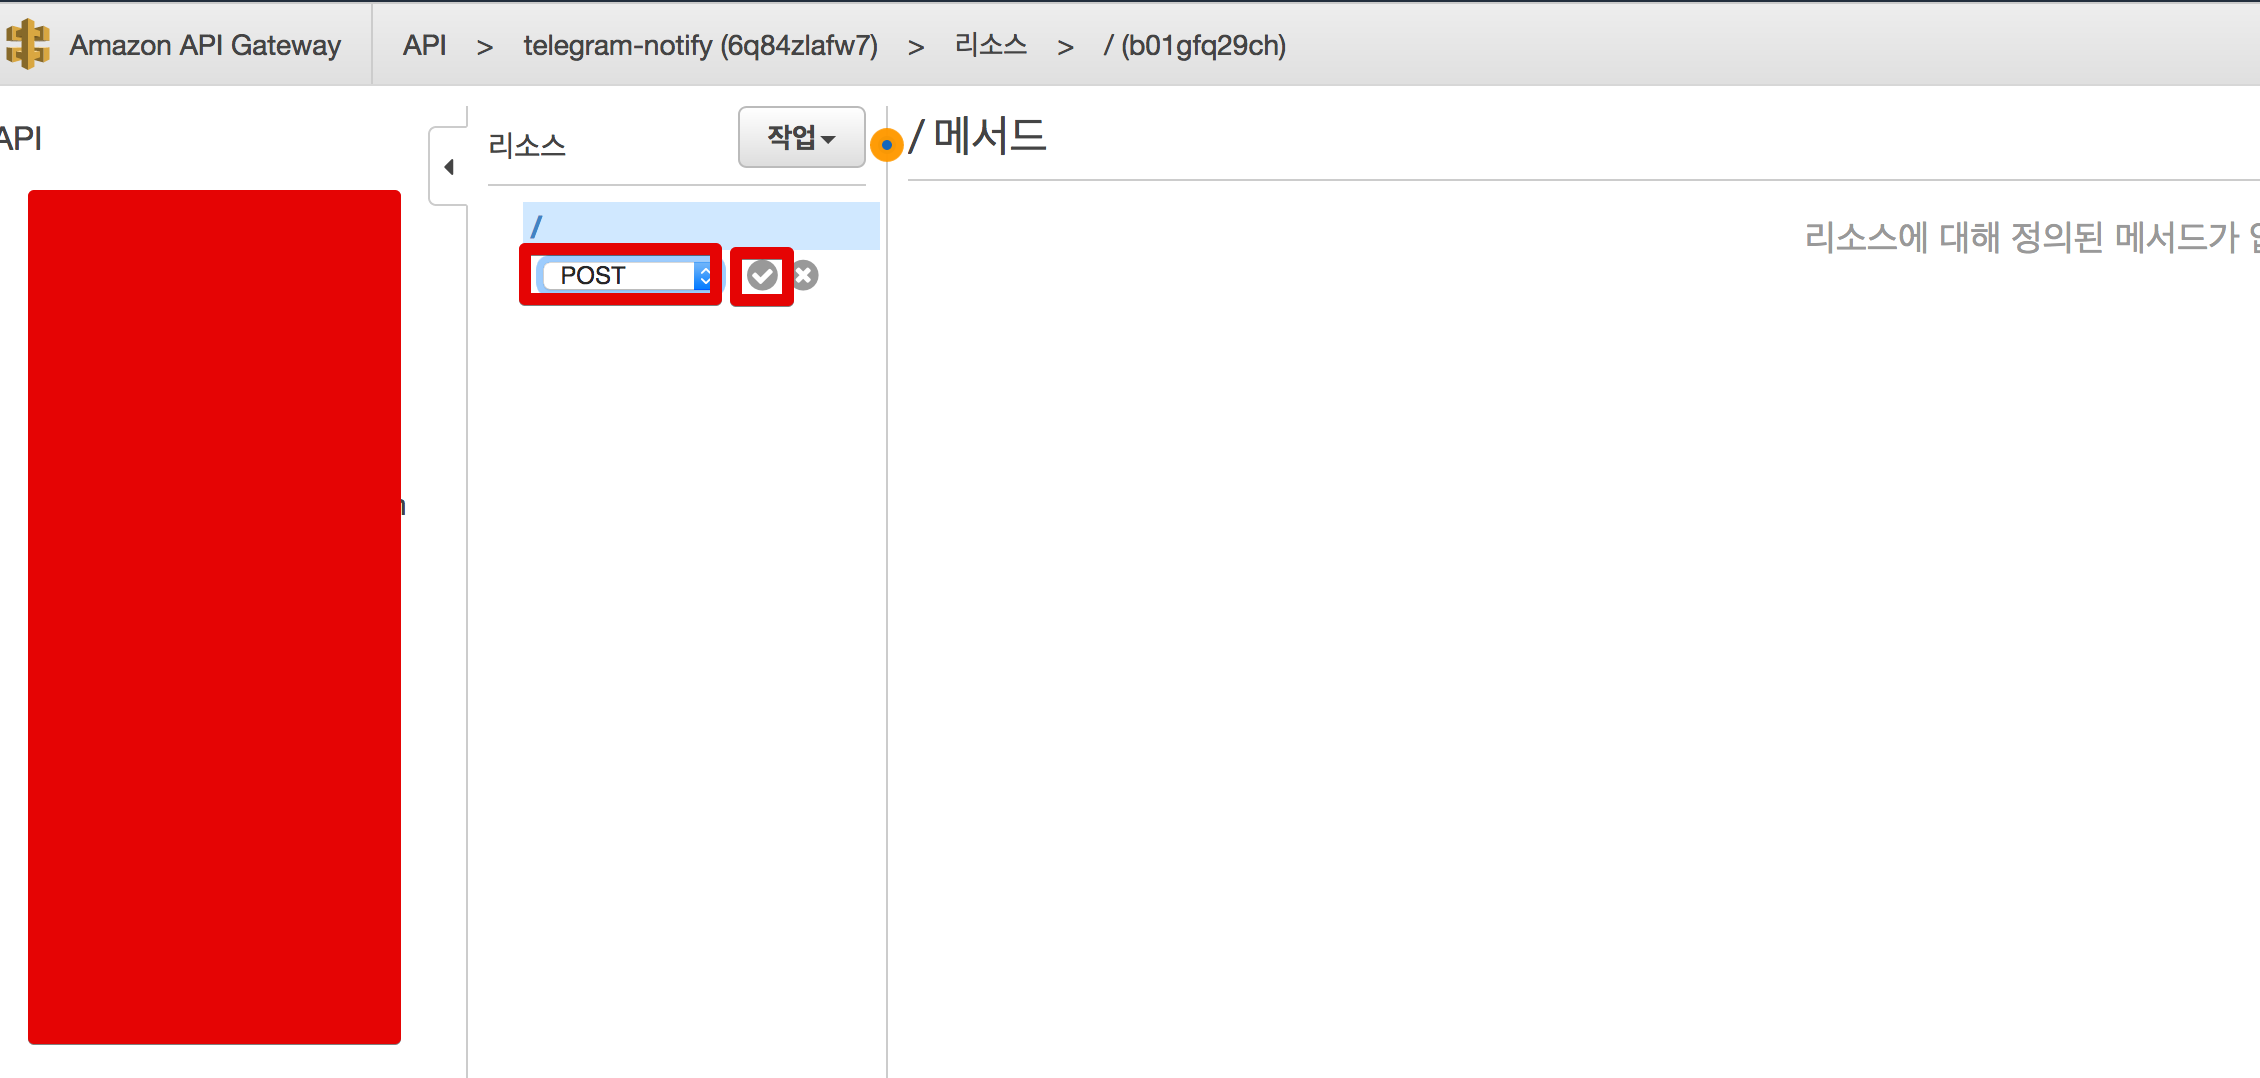 Amazon API Gateway API > telegram-notify (6q84zlafw7) > 리소스 > / (b01gfq29ch)
API
리소스
작업
/ 메서드
/
리소스에 대해 정의된 메서드가
POST